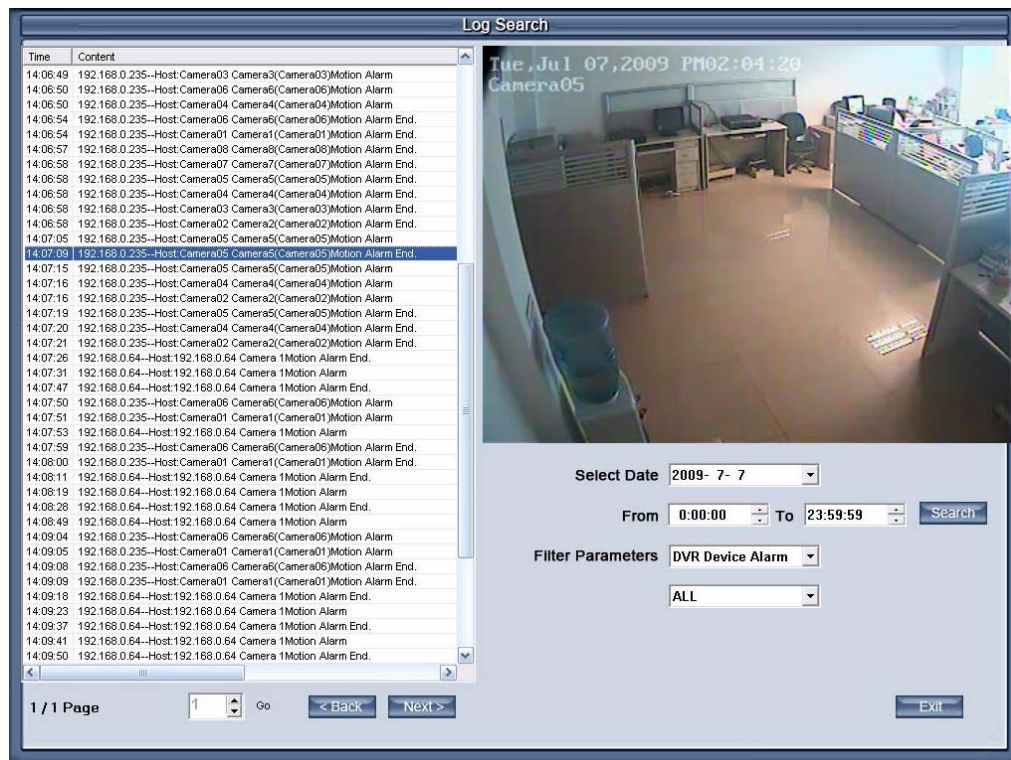 Log Search
Time Content
14:06:49 192.168.0.235--Host:Camera03 Camera3(Camera03)Motion Alarm
14:06:50 192.168.0.235--Host:Camera06 Camera6(Camera06)Motion Alarm
14:06:50 192.168.0.235--Host:Camera04 Camera4(Camera04)Motion Alarm
14:06:54 192.168.0.235--Host:Camera06 Camera6(Camera06)Motion Alarm End.
14:06:54 192.168.0.235--Host:Camera01 Camera1(Camera01)Motion Alarm End.
14:06:57 192.168.0.235--Host:Camera08 Camera8(Camera08)Motion Alarm End.
14:06:58 192.168.0.235--Host:Camera07 Camera7(Camera07)Motion Alarm End.
14:06:58 192.168.0.235--Host:Camera05 Camera5(Camera05)Motion Alarm End.
14:06:58 192.168.0.235--Host:Camera04 Camera4(Camera04)Motion Alarm End.
14:06:58 192.168.0.235--Host:Camera03 Camera3(Camera03)Motion Alarm End.
14:06:58 192.168.0.235--Host:Camera02 Camera2(Camera02)Motion Alarm End.
14:07:05 192.168.0.235--Host:Camera05 Camera5(Camera05)Motion Alarm
14:07:09 192.168.0.235--Host:Camera05 Camera5(Camera05)Motion Alarm End.
14:07:15 192.168.0.235--Host:Camera05 Camera5(Camera05)Motion Alarm
14:07:16 192.168.0.235--Host:Camera04 Camera4(Camera04)Motion Alarm
14:07:16 192.168.0.235--Host:Camera02 Camera2(Camera02)Motion Alarm
14:07:19 192.168.0.235--Host:Camera05 Camera5(Camera05)Motion Alarm End.
14:07:20 192.168.0.235--Host:Camera04 Camera4(Camera04)Motion Alarm End.
14:07:21 192.168.0.235--Host:Camera02 Camera2(Camera02)Motion Alarm End.
14:07:26 192.168.0.64--Host:192.168.0.64 Camera 1Motion Alarm End.
14:07:31 192.168.0.64--Host:192.168.0.64 Camera 1Motion Alarm
14:07:47 192.168.0.64--Host:192.168.0.64 Camera 1Motion Alarm End.
14:07:50 192.168.0.235--Host:Camera06 Camera6(Camera06)Motion Alarm
14:07:51 192.168.0.235--Host:Camera01 Camera1(Camera01)Motion Alarm
14:07:53 192.168.0.64--Host:192.168.0.64 Camera 1Motion Alarm
14:07:59 192.168.0.235--Host:Camera06 Camera6(Camera06)Motion Alarm End.
14:08:00 192.168.0.235--Host:Camera01 Camera1(Camera01)Motion Alarm End.
14:08:11 192.168.0.64--Host:192.168.0.64 Camera 1Motion Alarm End.
14:08:19 192.168.0.64--Host:192.168.0.64 Camera 1Motion Alarm
14:08:28 192.168.0.64--Host:192.168.0.64 Camera 1Motion Alarm End.
14:08:49 192.168.0.64--Host:192.168.0.64 Camera 1Motion Alarm
14:09:04 192.168.0.235--Host:Camera06 Camera6(Camera06)Motion Alarm
14:09:05 192.168.0.235--Host:Camera01 Camera1(Camera01)Motion Alarm
14:09:08 192.168.0.235--Host:Camera06 Camera6(Camera06)Motion Alarm End.
14:09:09 192.168.0.235--Host:Camera01 Camera1(Camera01)Motion Alarm End.
14:09:18 192.168.0.64--Host:192.168.0.64 Camera 1Motion Alarm End.
14:09:23 192.168.0.64--Host:192.168.0.64 Camera 1Motion Alarm
14:09:37 192.168.0.64--Host:192.168.0.64 Camera 1Motion Alarm End.
14:09:41 192.168.0.64--Host:192.168.0.64 Camera 1Motion Alarm
14:09:50 192.168.0.64--Host:192.168.0.64 Camera 1Motion Alarm End.
1 / 1 Page 1 Go < Back Next >
Tue,Jul 07,2009 PM02:04:20
Camera05
Select Date 2009- 7- 7
From 0:00:00 To 23:59:59 Search
Filter Parameters DVR Device Alarm
ALL
Exit